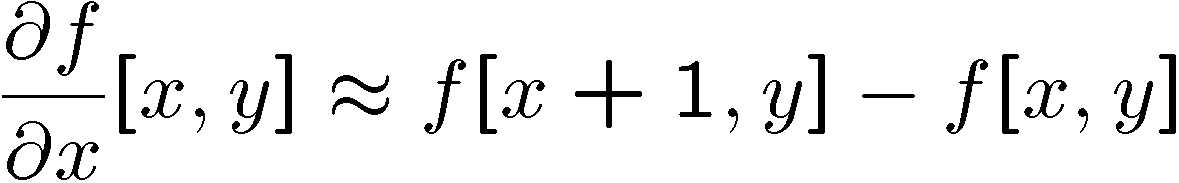 ∂f/∂x[x, y] ≈ f[x + 1, y] − f[x, y]